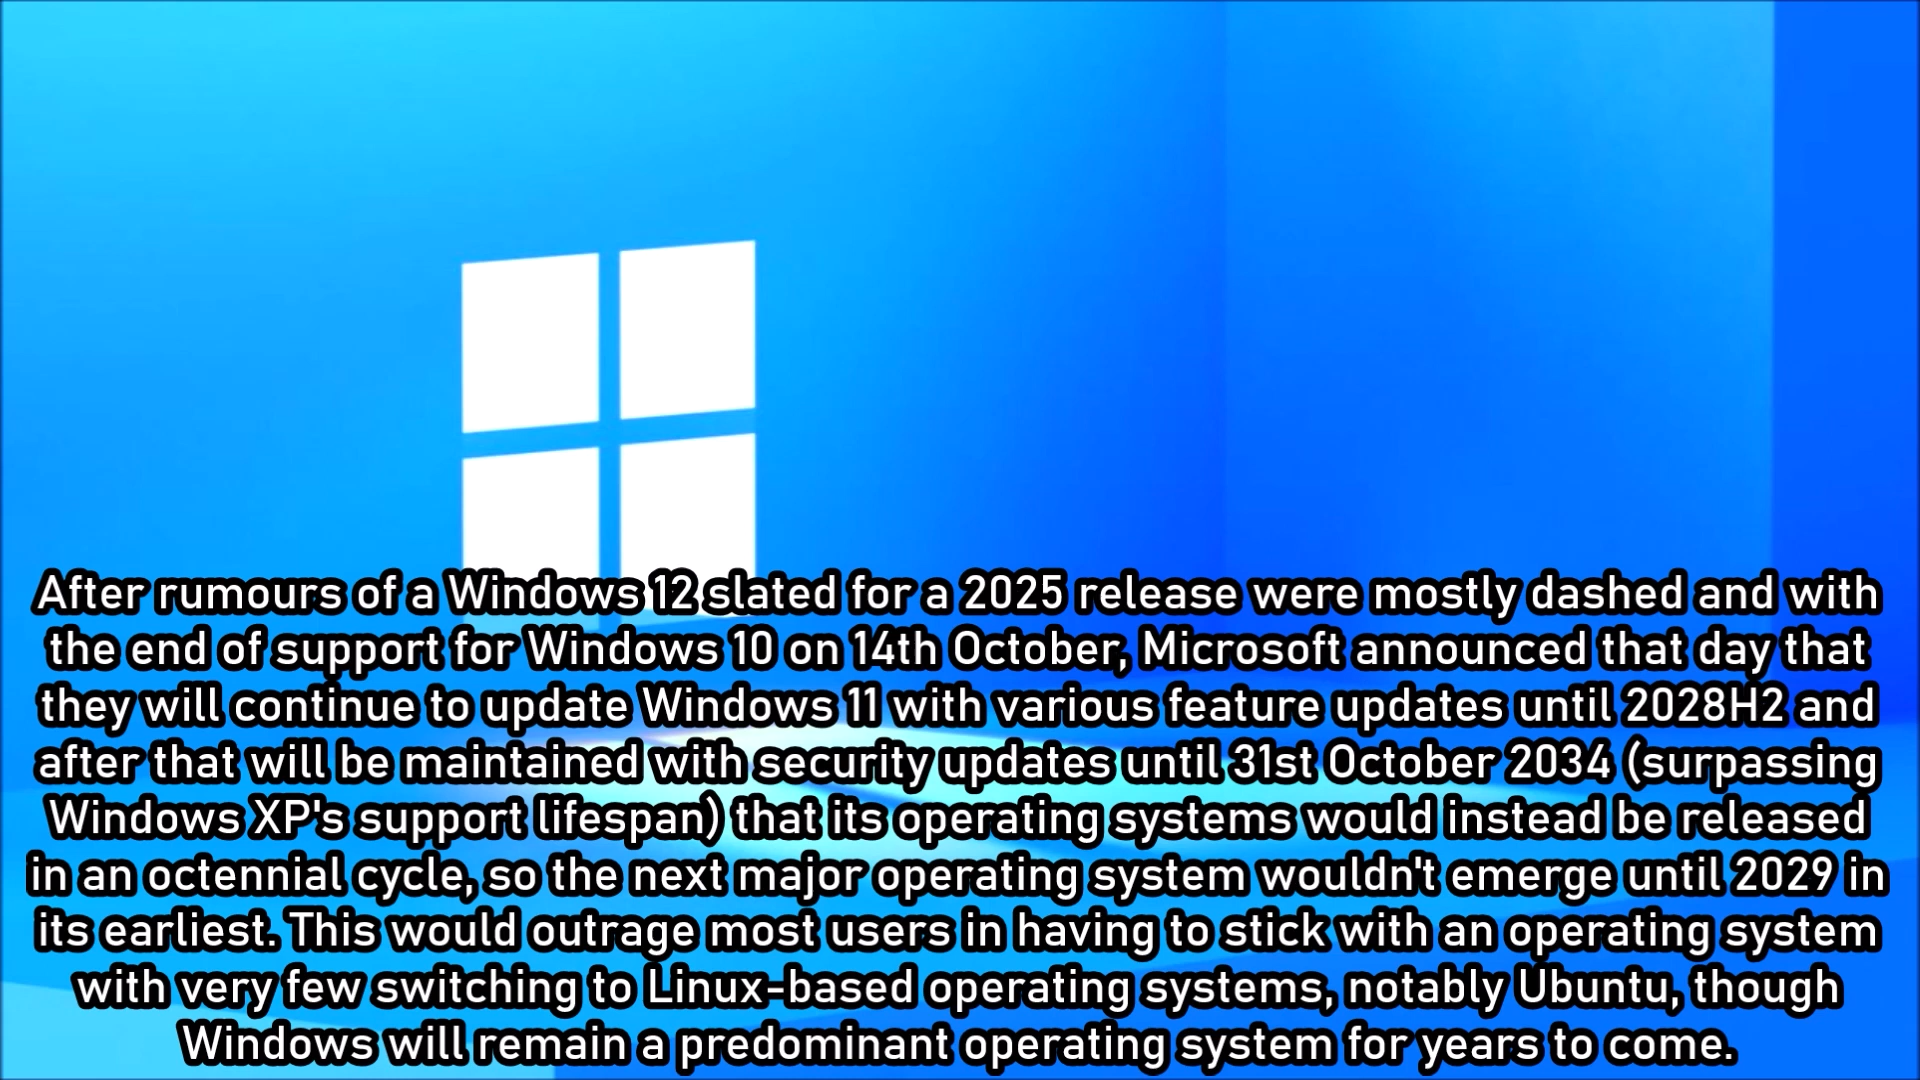 After rumours of a Windows 12 slated for a 2025 release were mostly dashed and with
the end of support for Windows 10 on 14th October, Microsoft announced that day that
they will continue to update Windows 11 with various feature updates until 2028H2 and
after that will be maintained with security updates until 31st October 2034 (surpassing
Windows XP's support lifespan) that its operating systems would instead be released
in an octennial cycle, so the next major operating system wouldn't emerge until 2029 in
its earliest. This would outrage most users in having to stick with an operating system
with very few switching to Linux-based operating systems, notably Ubuntu, though
Windows will remain a predominant operating system for years to come.